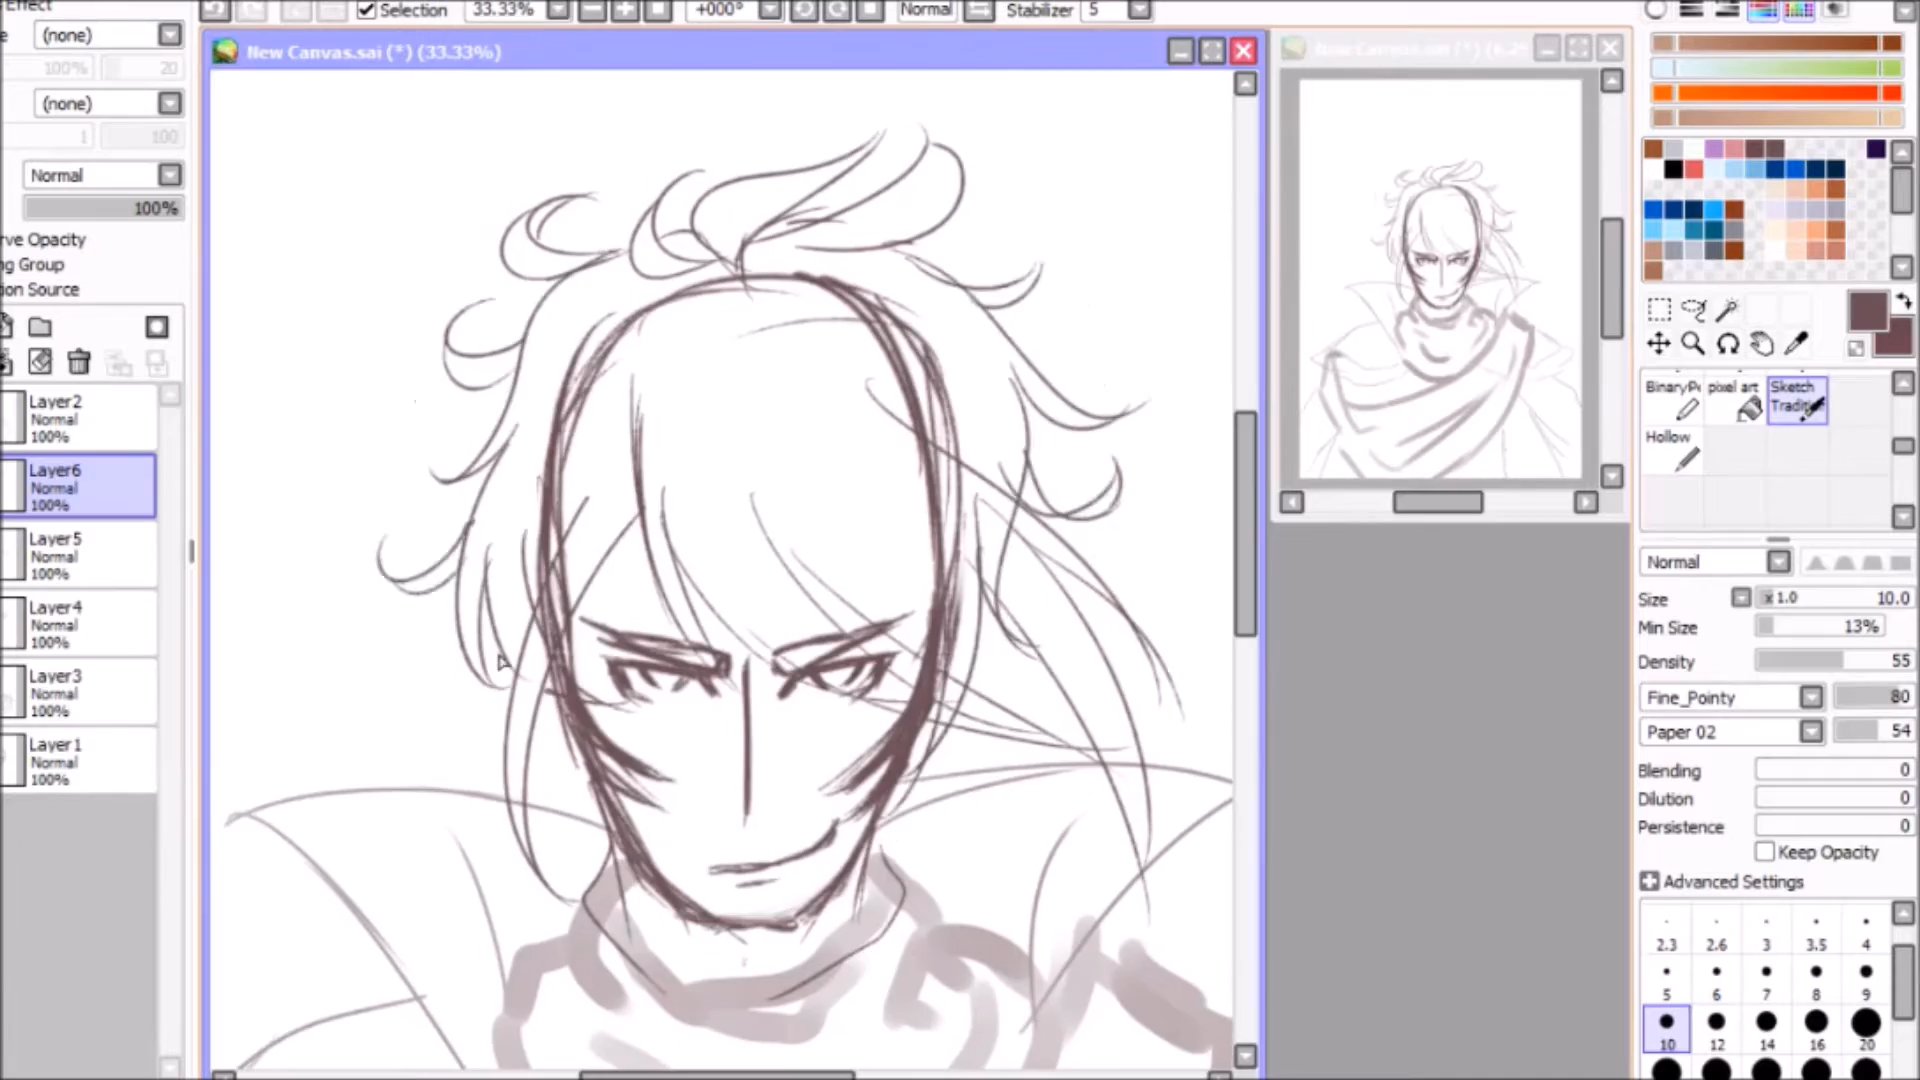 Effect
(none)
100% 20
(none)
1 100
Normal
100%
rve Opacity
ng Group
ion Source
Layer2
Normal
100%
Layer6
Normal
100%
Layer5
Normal
100%
Layer4
Normal
100%
Layer3
Normal
100%
Layer1
Normal
100%
Selection 33.33% +000° Normal Stabilizer 5
New Canvas.sai (*) (33.33%)
BinaryPe pixel art Sketch
Traditi
Hollow
Normal
Size x 1.0 10.0
Min Size 13%
Density 55
Fine_Pointy 80
Paper 02 54
Blending 0
Dilution 0
Persistence 0
Keep Opacity
Advanced Settings
2.3 2.6 3 3.5 4
5 6 7 8 9
10 12 14 16 20